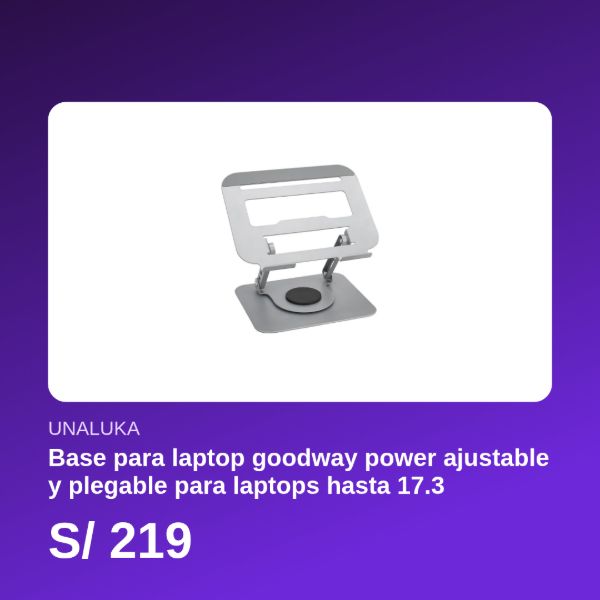 UNALUKA
Base para laptop goodway power ajustable
y plegable para laptops hasta 17.3
S/ 219